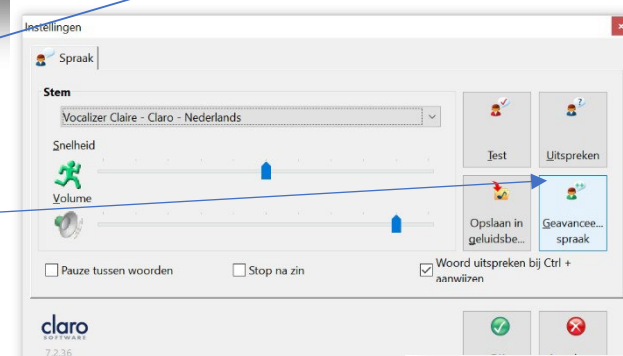 Instellingen
Spraak
Stem
Vocalizer Claire - Claro - Nederlands
Snelheid
Volume
Test
Uitspreken
Opslaan in
geluidsbe...
Geavancee...
spraak
Pauze tussen woorden
Stop na zin
Woord uitspreken bij Ctrl +
aanwijzen
claro
SOFTWARE
7.2.36